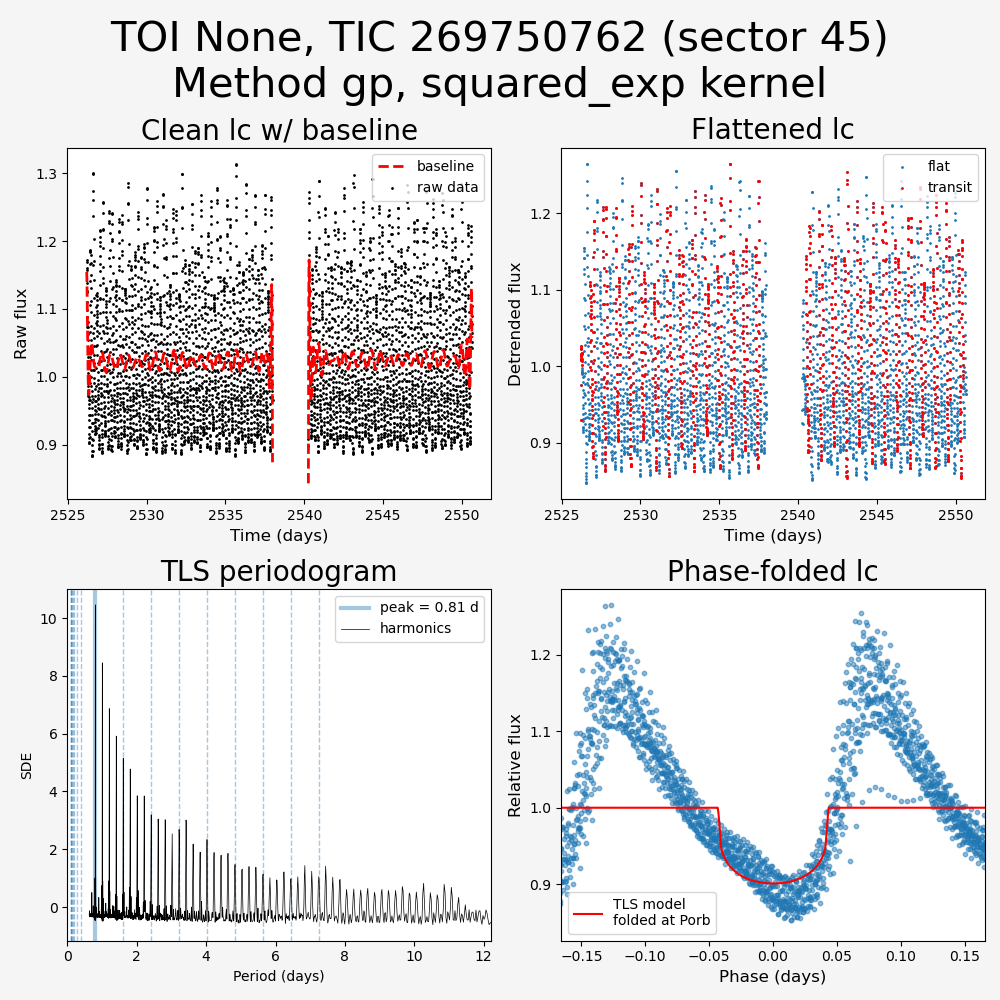 TOI None, TIC 269750762 (sector 45)
Method gp, squared_exp kernel
Clean lc w/ baseline
baseline
raw data
1.3
1.2
1.1
1.0
0.9
Raw flux
2525
2530
2535
2540
2545
2550
Time (days)
Flattened lc
flat
transit
1.2
1.1
1.0
0.9
Detrended flux
2525
2530
2535
2540
2545
2550
Time (days)
TLS periodogram
peak = 0.81 d
harmonics
10
8
6
4
2
0
SDE
0
2
4
6
8
10
12
Period (days)
Phase-folded lc
1.2
1.1
1.0
0.9
Relative flux
TLS model
folded at Porb
−0.15
−0.10
−0.05
0.00
0.05
0.10
0.15
Phase (days)